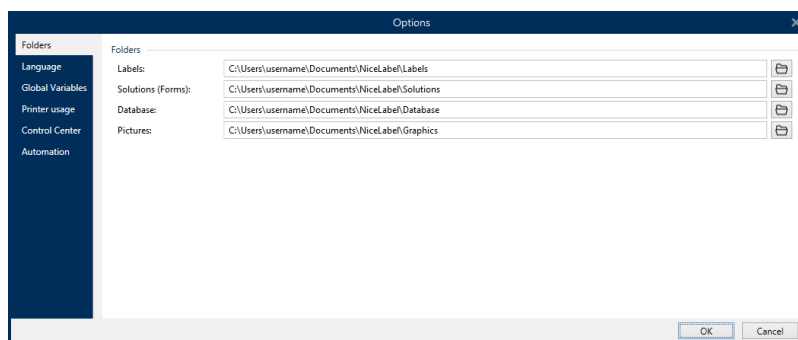 Options
Folders
Language
Global Variables
Printer usage
Control Center
Automation
Folders
Labels: C:\Users\username\Documents\NiceLabel\Labels
Solutions (Forms): C:\Users\username\Documents\NiceLabel\Solutions
Database: C:\Users\username\Documents\NiceLabel\Database
Pictures: C:\Users\username\Documents\NiceLabel\Graphics
OK Cancel